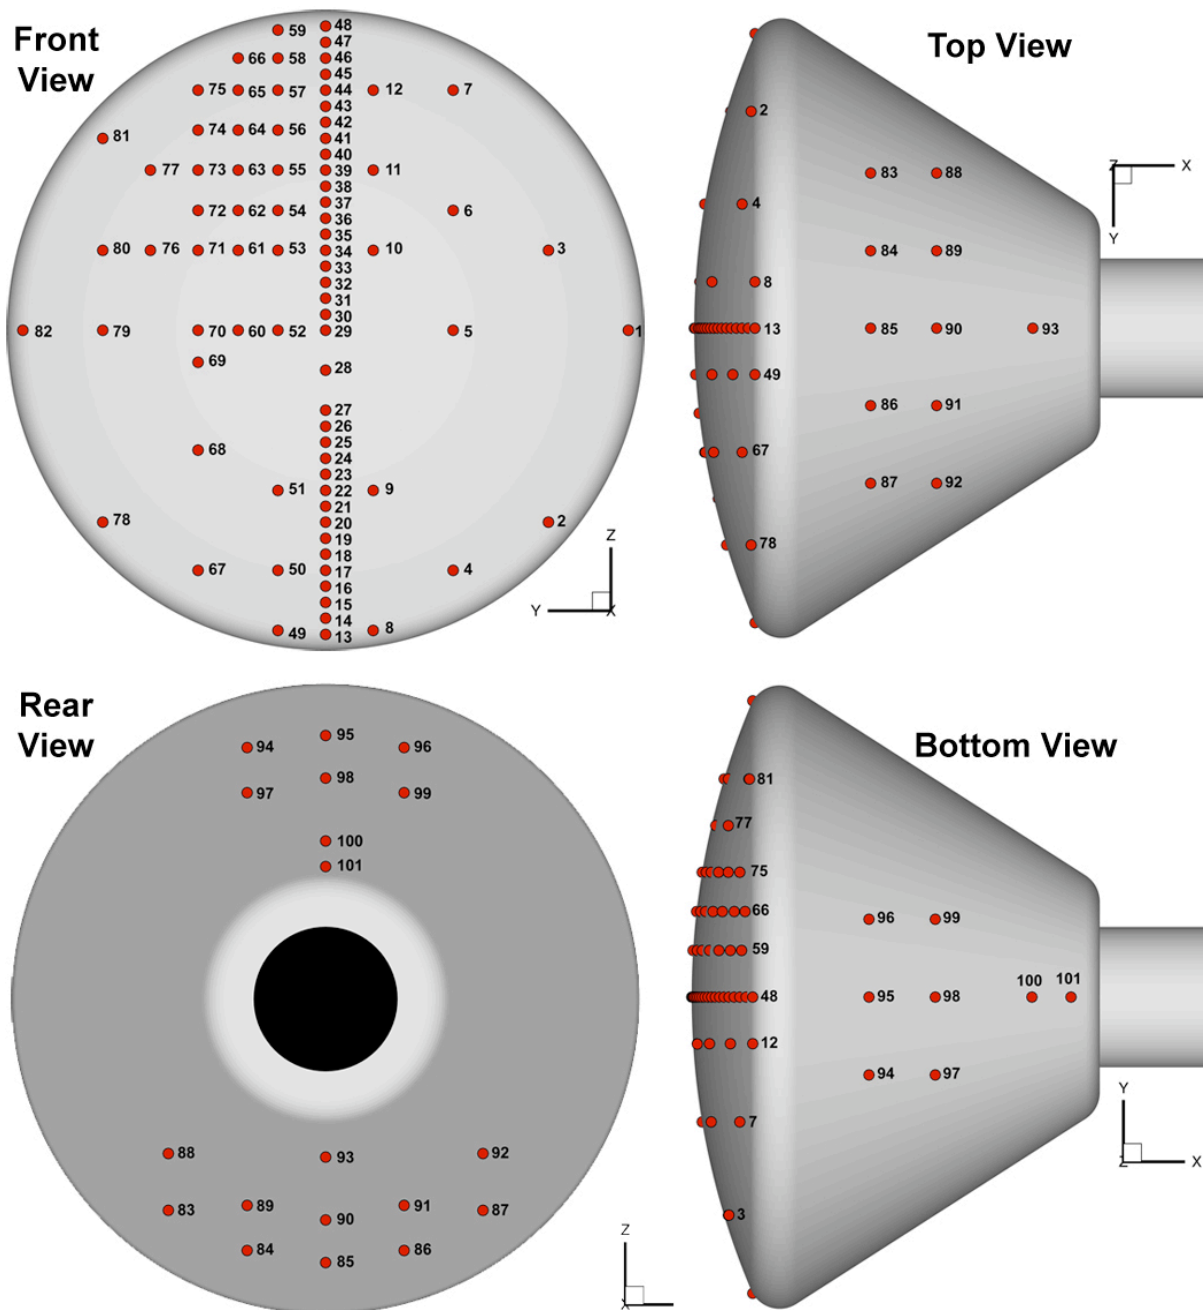 Front
View
59 48
47
66 58 46
45
75 65 57 44 12 7
43
74 64 56 42
81 41
40
77 73 63 55 39 11
38
37
72 62 54 36 6
35
80 76 71 61 53 34 10 3
33
32
31
30
82 79 70 60 52 29 5 1
69
28
27
26
68 25
24
23
51 22 9
21
78 20 2
19
18
67 50 17 4
16
15
14
49 13 8
Z
Y X
Top View
2
83 88
4
84 89
8
13 85 90 93
49
86 91
67
87 92
78
Z X
Y
Rear
View
94 95 96
98
97 99
100
101
88 93 92
89 91
83 87
90
84 86
85
Z
X
Bottom View
81
77
75
66 96 99
59
100 101
48 95 98
12
94 97
7
3
Y
Z X